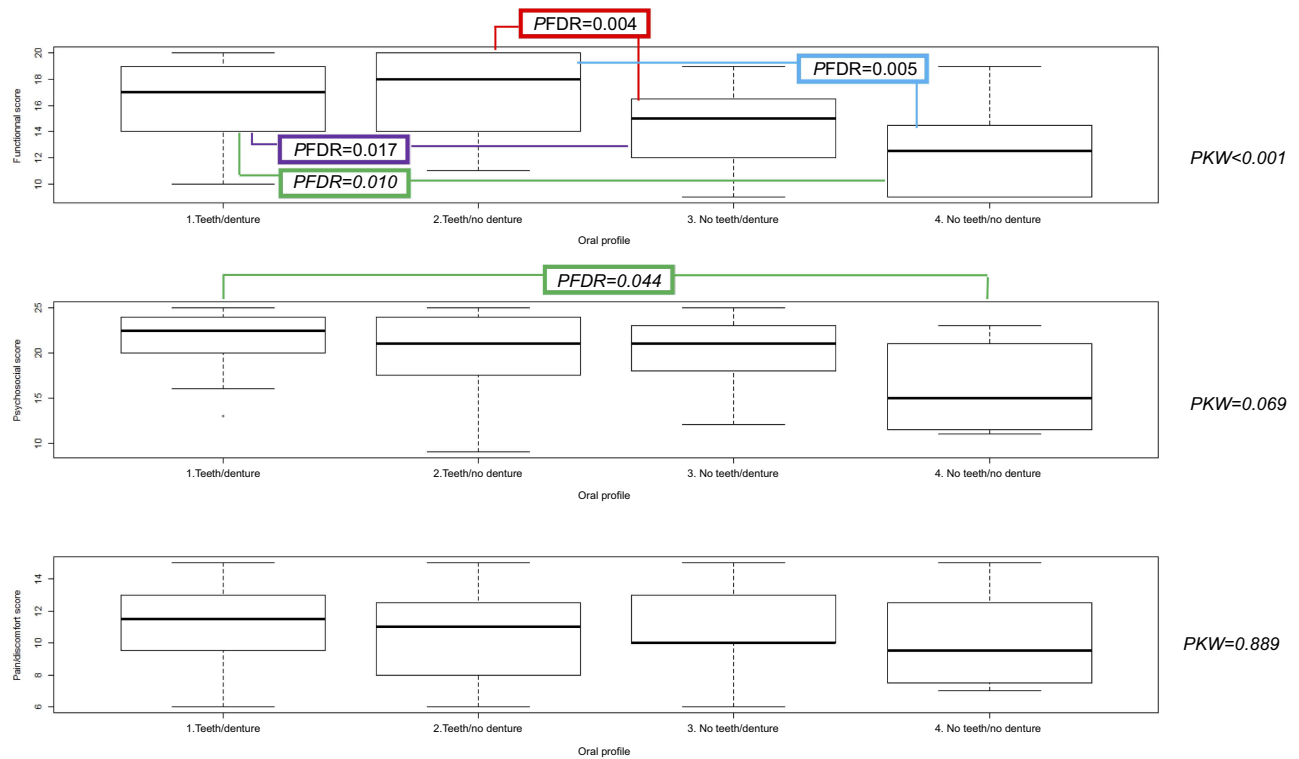 PFDR=0.004
PFDR=0.005
PFDR=0.017
PFDR=0.010
PKW<0.001
Functionnal score
20
18
16
14
12
10
1.Teeth/denture
2.Teeth/no denture
3. No teeth/denture
4. No teeth/no denture
Oral profile
PFDR=0.044
PKW=0.069
Psychosocial score
25
20
15
10
1.Teeth/denture
2.Teeth/no denture
3. No teeth/denture
4. No teeth/no denture
Oral profile
PKW=0.889
Pain/discomfort score
14
12
10
8
6
1.Teeth/denture
2.Teeth/no denture
3. No teeth/denture
4. No teeth/no denture
Oral profile